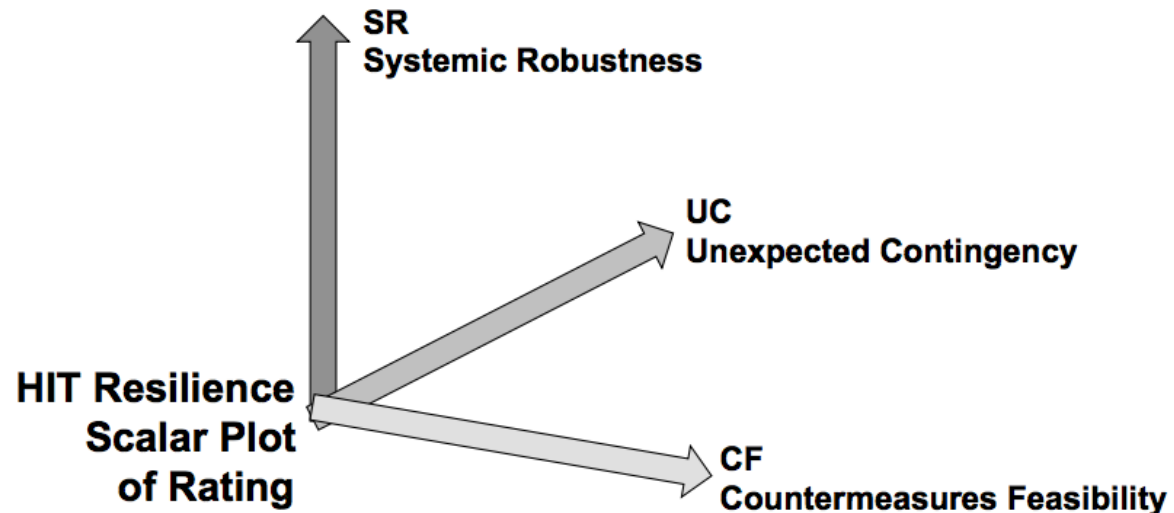 SR
Systemic Robustness
UC
Unexpected Contingency
HIT Resilience
Scalar Plot
of Rating
CF
Countermeasures Feasibility